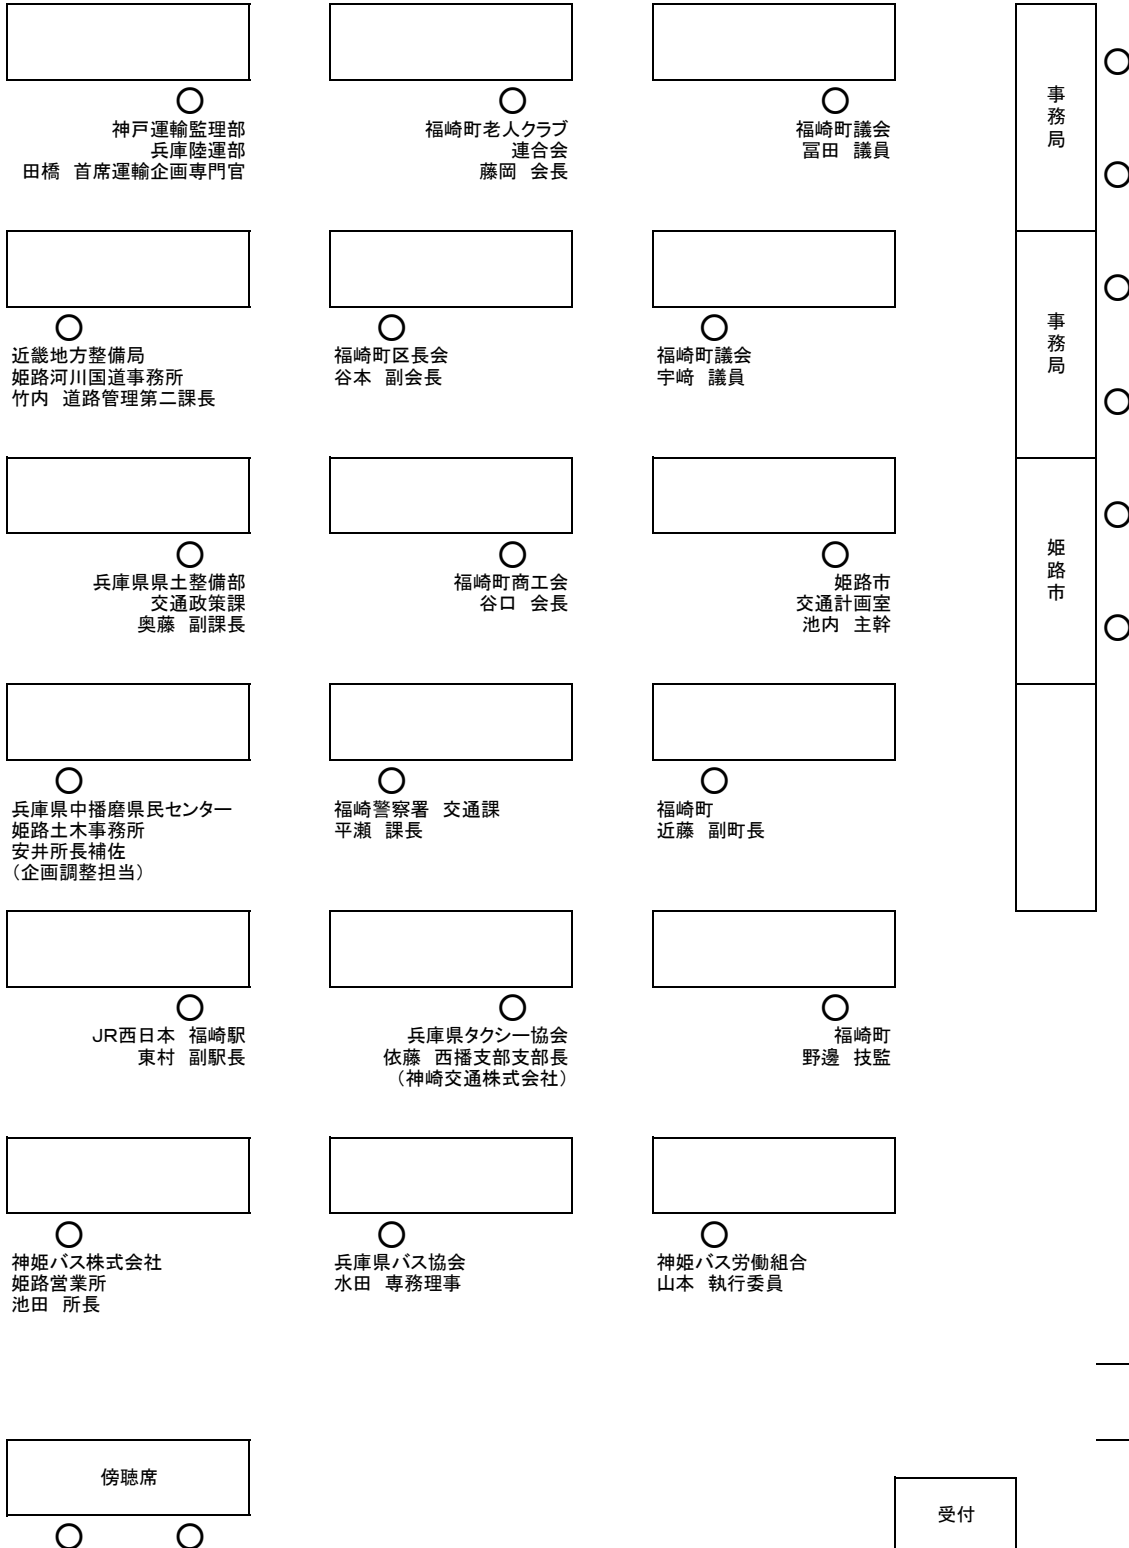 神戸運輸監理部
兵庫陸運部
田橋 首席運輸企画専門官
福崎町老人クラブ
連合会
藤岡 会長
福崎町議会
冨田 議員
事務局
近畿地方整備局
姫路河川国道事務所
竹内 道路管理第二課長
福崎町区長会
谷本 副会長
福崎町議会
宇﨑 議員
事務局
兵庫県県土整備部
交通政策課
奥藤 副課長
福崎町商工会
谷口 会長
姫路市
交通計画室
池内 主幹
姫路市
兵庫県中播磨県民センター
姫路土木事務所
安井所長補佐
(企画調整担当)
福崎警察署 交通課
平瀬 課長
福崎町
近藤 副町長
JR西日本 福崎駅
東村 副駅長
兵庫県タクシー協会
依藤 西播支部支部長
(神崎交通株式会社)
福崎町
野邊 技監
神姫バス株式会社
姫路営業所
池田 所長
兵庫県バス協会
水田 専務理事
神姫バス労働組合
山本 執行委員
傍聴席
受付